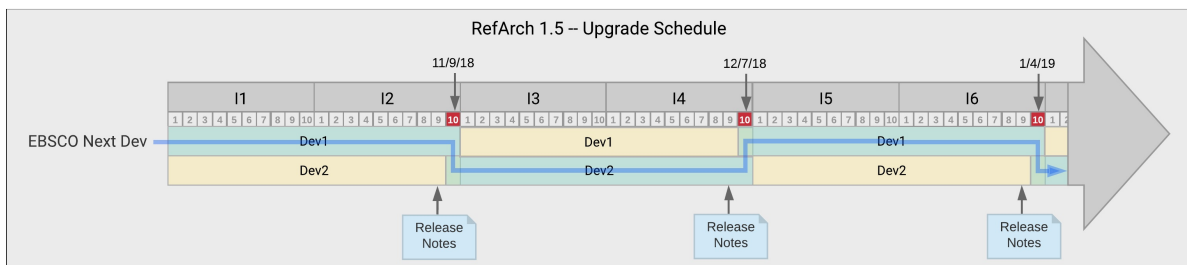 RefArch 1.5 -- Upgrade Schedule
11/9/18 12/7/18 1/4/19
I1 I2 I3 I4 I5 I6
1 2 3 4 5 6 7 8 9 10 1 2 3 4 5 6 7 8 9 10 1 2 3 4 5 6 7 8 9 10 1 2 3 4 5 6 7 8 9 10 1 2 3 4 5 6 7 8 9 10 1 2 3 4 5 6 7 8 9 10 1 2
EBSCO Next Dev Dev1 Dev1 Dev1
Dev2 Dev2 Dev2
Release Release Release
Notes Notes Notes